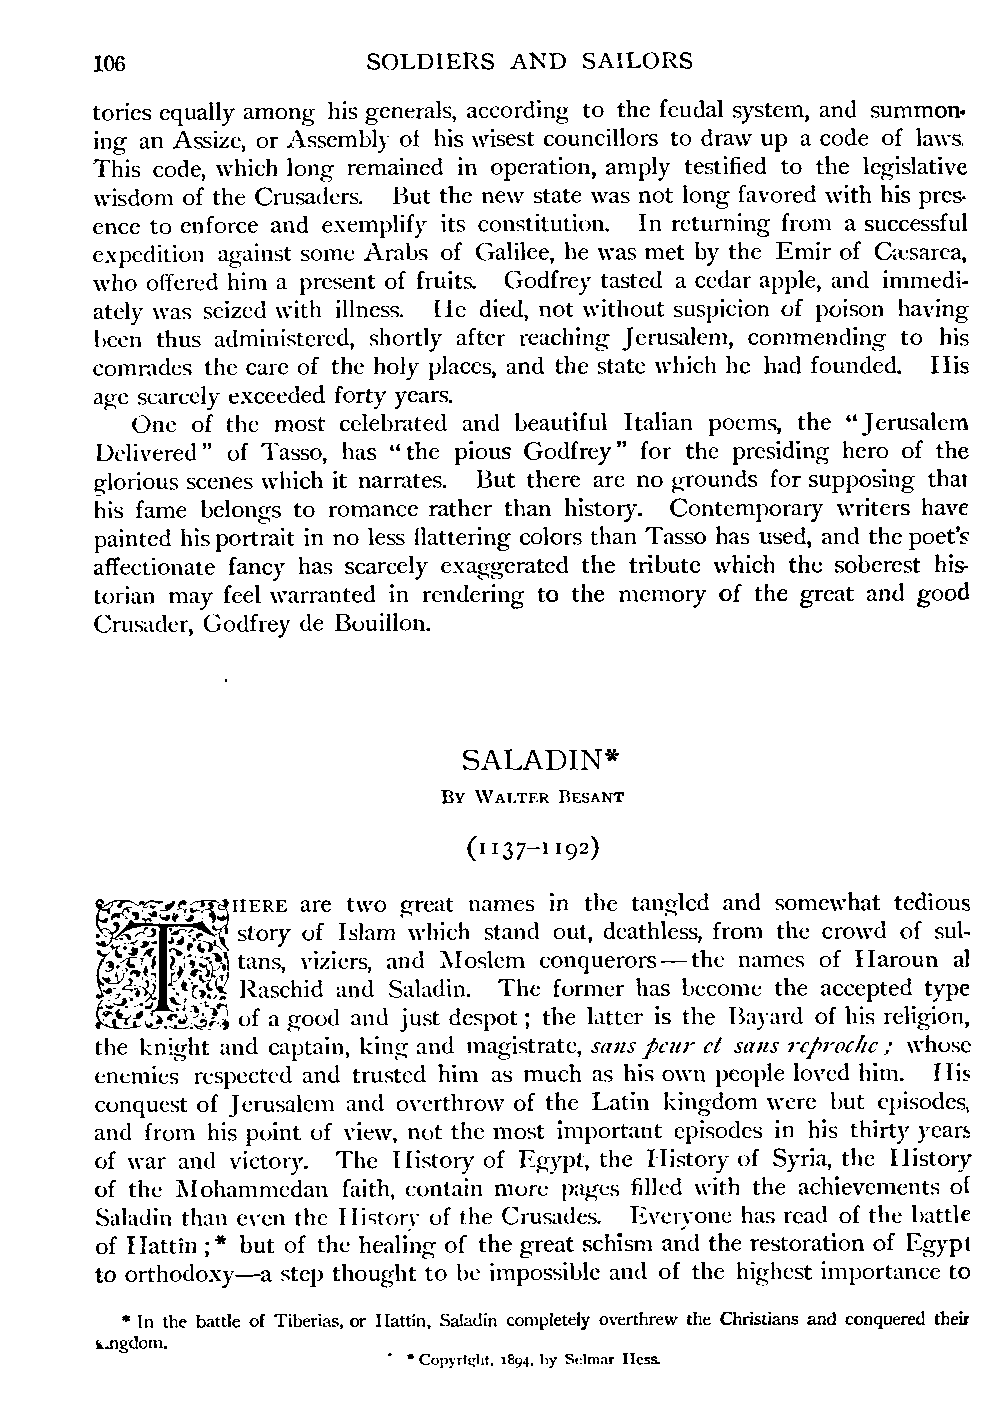 106 SOLDIERS AND SAILORS
tories equally among his generals, according to the feudal system, and summon-
ing an Assize, or Assembly of his wisest councillors to draw up a code of laws.
This code, which long remained in operation, amply testified to the legislative
wisdom of the Crusaders. But the new state was not long favored with his pres-
ence to enforce and exemplify its constitution. In returning from a successful
expedition against some Arabs of Galilee, he was met by the Emir of Cæsarea,
who offered him a present of fruits. Godfrey tasted a cedar apple, and immedi-
ately was seized with illness. He died, not without suspicion of poison having
been thus administered, shortly after reaching Jerusalem, commending to his
comrades the care of the holy places, and the state which he had founded. His
age scarcely exceeded forty years.
One of the most celebrated and beautiful Italian poems, the "Jerusalem
Delivered" of Tasso, has "the pious Godfrey" for the presiding hero of the
glorious scenes which it narrates. But there are no grounds for supposing that
his fame belongs to romance rather than history. Contemporary writers have
painted his portrait in no less flattering colors than Tasso has used, and the poet's
affectionate fancy has scarcely exaggerated the tribute which the soberest his-
torian may feel warranted in rendering to the memory of the great and good
Crusader, Godfrey de Bouillon.
SALADIN*
By Walter Besant
(1137–1192)
THERE are two great names in the tangled and somewhat tedious
story of Islam which stand out, deathless, from the crowd of sul-
tans, viziers, and Moslem conquerors—the names of Haroun al
Raschid and Saladin. The former has become the accepted type
of a good and just despot; the latter is the Bayard of his religion,
the knight and captain, king and magistrate, sans peur et sans reproche; whose
enemies respected and trusted him as much as his own people loved him. His
conquest of Jerusalem and overthrow of the Latin kingdom were but episodes,
and from his point of view, not the most important episodes in his thirty years
of war and victory. The History of Egypt, the History of Syria, the History
of the Mohammedan faith, contain more pages filled with the achievements of
Saladin than even the History of the Crusades. Everyone has read of the battle
of Hattin;* but of the healing of the great schism and the restoration of Egypt
to orthodoxy—a step thought to be impossible and of the highest importance to
* In the battle of Tiberias, or Hattin, Saladin completely overthrew the Christians and conquered their
kingdom.
* Copyright, 1894, by Selmar Hess.